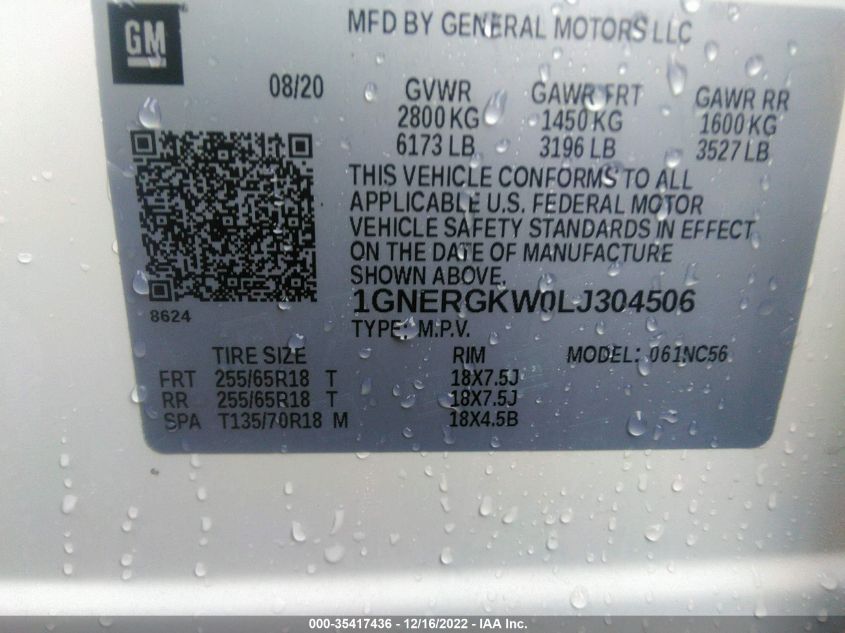 GM
MFD BY GENERAL MOTORS LLC
08/20 GVWR GAWR FRT GAWR RR
2800 KG 1450 KG 1600 KG
6173 LB 3196 LB 3527 LB
THIS VEHICLE CONFORMS TO ALL
APPLICABLE U.S. FEDERAL MOTOR
VEHICLE SAFETY STANDARDS IN EFFECT
ON THE DATE OF MANUFACTURE
SHOWN ABOVE.
1GNERGKW0LJ304506
8624
TYPE: M.P.V.
TIRE SIZE RIM MODEL: 061NC56
FRT 255/65R18 T 18X7.5J
RR 255/65R18 T 18X7.5J
SPA T135/70R18 M 18X4.5B
000-35417436 - 12/16/2022 - IAA Inc.